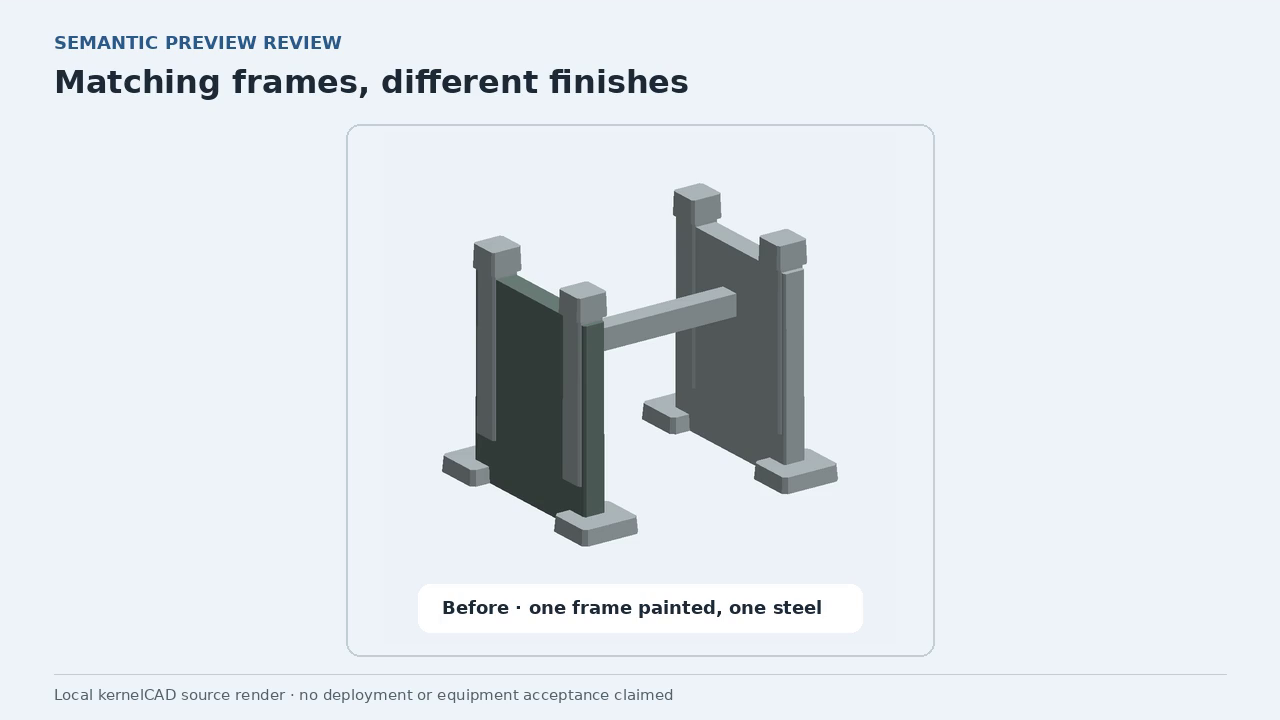 SEMANTIC PREVIEW REVIEW
Matching frames, different finishes
Before · one frame painted, one steel
Local kernelCAD source render · no deployment or equipment acceptance claimed